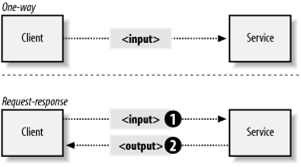 One-way
Client <input> Service
Request-response
Client <input> 1 Service
<output> 2